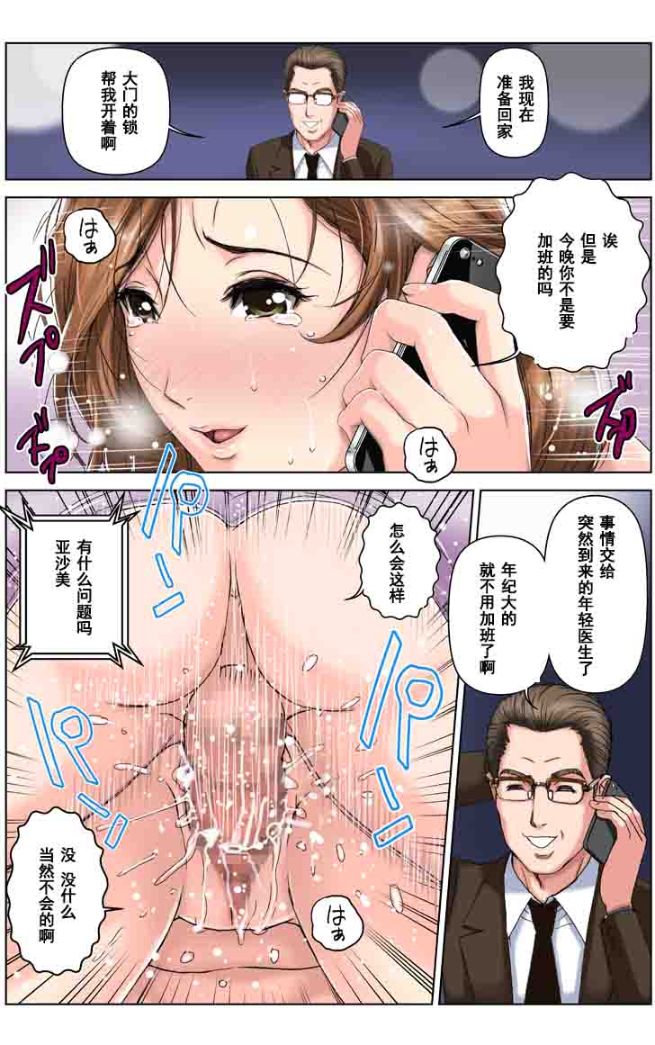 我现在
准备回家
大门的锁
帮我开着啊
诶
但是
今晚你不是要
加班的吗
はぁ
ズプ
ズプ
はぁ
ズプ
事情交给
突然到来的年轻医生了
年纪大的
就不用加班了啊
怎么会这样
パン
有什么问题吗
亚沙美
パン
パン
没 没什么
当然不会的啊
はぁ